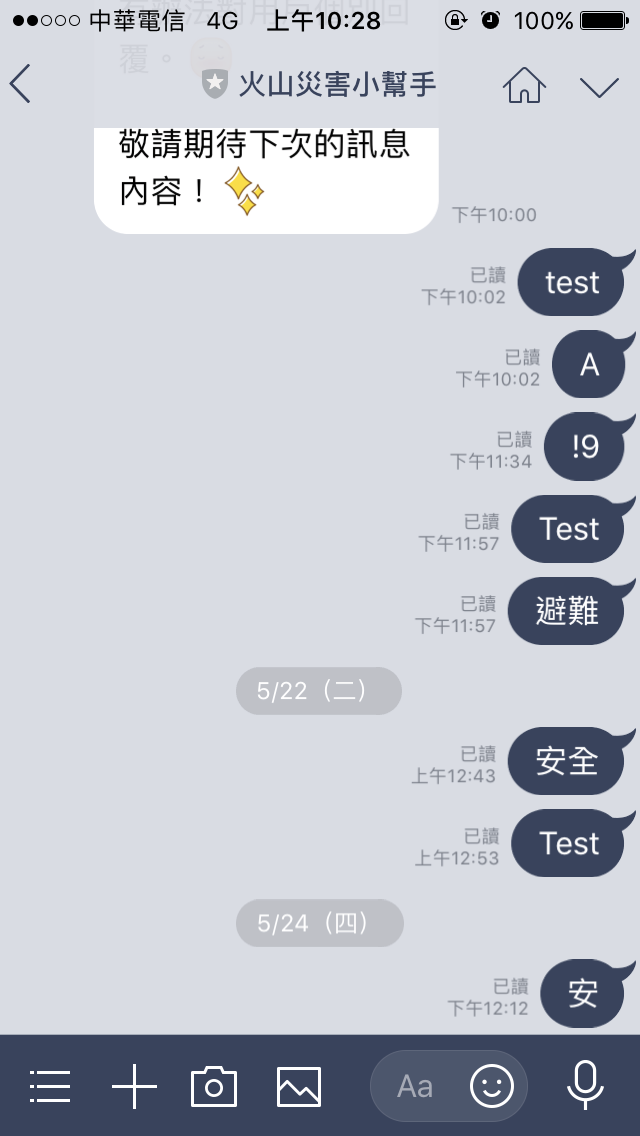 中華電信 4G 上午10:28 100%
覆。
火山災害小幫手
敬請期待下次的訊息
內容！
下午10:00
已讀
下午10:02
test
已讀
下午10:02
A
已讀
下午11:34
!9
已讀
下午11:57
Test
已讀
下午11:57
避難
5/22（二）
已讀
上午12:43
安全
已讀
上午12:53
Test
5/24（四）
已讀
下午12:12
安
Aa